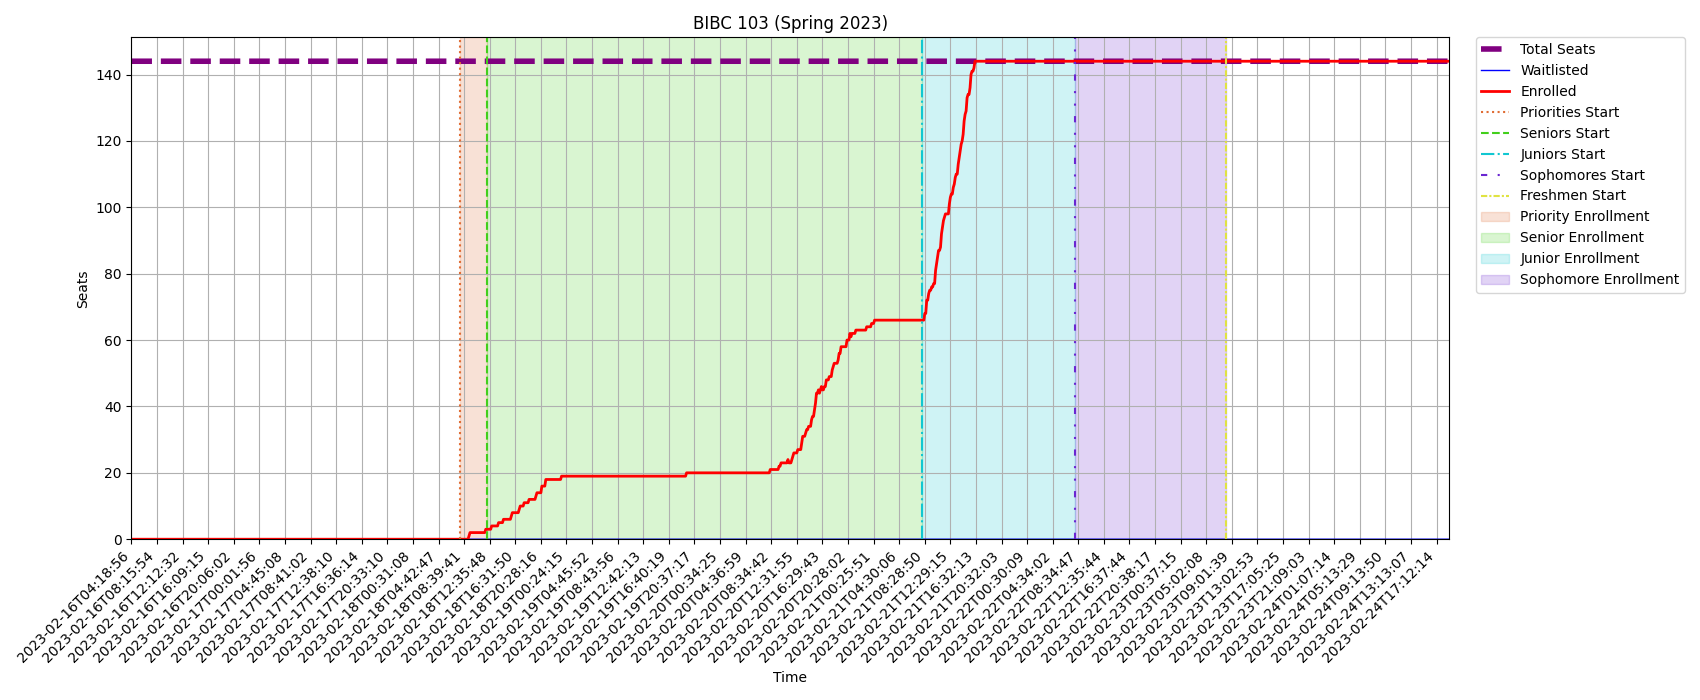 BIBC 103 (Spring 2023)
Total Seats
Waitlisted
Enrolled
Priorities Start
Seniors Start
Juniors Start
Sophomores Start
Freshmen Start
Priority Enrollment
Senior Enrollment
Junior Enrollment
Sophomore Enrollment
Seats
140
120
100
80
60
40
20
0
2023-02-16T04:18:56
2023-02-16T08:15:54
2023-02-16T12:12:32
2023-02-16T16:09:15
2023-02-16T20:06:02
2023-02-17T00:01:56
2023-02-17T04:45:08
2023-02-17T08:41:02
2023-02-17T12:38:10
2023-02-17T16:36:14
2023-02-17T20:33:10
2023-02-18T00:31:08
2023-02-18T04:42:47
2023-02-18T08:39:41
2023-02-18T12:35:48
2023-02-18T16:31:50
2023-02-18T20:28:16
2023-02-19T00:24:15
2023-02-19T04:45:52
2023-02-19T08:43:56
2023-02-19T12:42:13
2023-02-19T16:40:19
2023-02-19T20:37:17
2023-02-20T00:34:25
2023-02-20T04:36:59
2023-02-20T08:34:42
2023-02-20T12:31:55
2023-02-20T16:29:43
2023-02-20T20:28:02
2023-02-21T00:25:51
2023-02-21T04:30:06
2023-02-21T08:28:50
2023-02-21T12:29:15
2023-02-21T16:32:13
2023-02-21T20:32:03
2023-02-22T00:30:09
2023-02-22T04:34:02
2023-02-22T08:34:47
2023-02-22T12:35:44
2023-02-22T16:37:44
2023-02-22T20:38:17
2023-02-23T00:37:15
2023-02-23T05:02:08
2023-02-23T09:01:39
2023-02-23T13:02:53
2023-02-23T17:05:25
2023-02-23T21:09:03
2023-02-24T01:07:14
2023-02-24T05:13:29
2023-02-24T09:13:50
2023-02-24T13:13:07
2023-02-24T17:12:14
Time